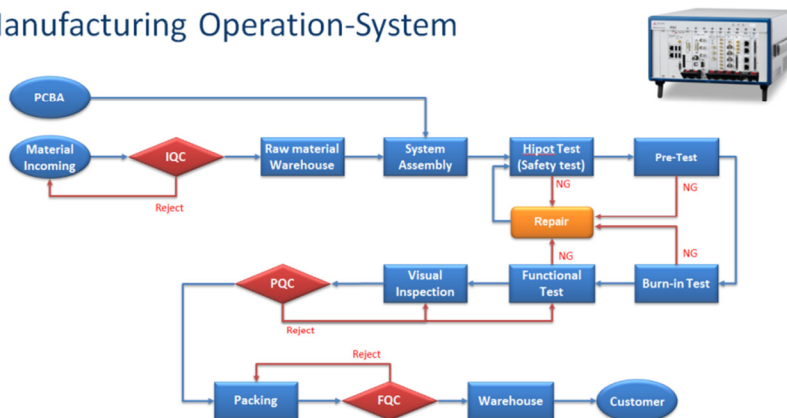 Manufacturing Operation-System
PCBA
Material
Incoming
IQC
Reject
Raw material
Warehouse
System
Assembly
Hipot Test
(Safety test)
NG
Pre-Test
NG
Repair
NG
NG
PQC
Reject
Visual
Inspection
Functional
Test
Burn-in Test
Reject
Packing
FQC
Warehouse
Customer